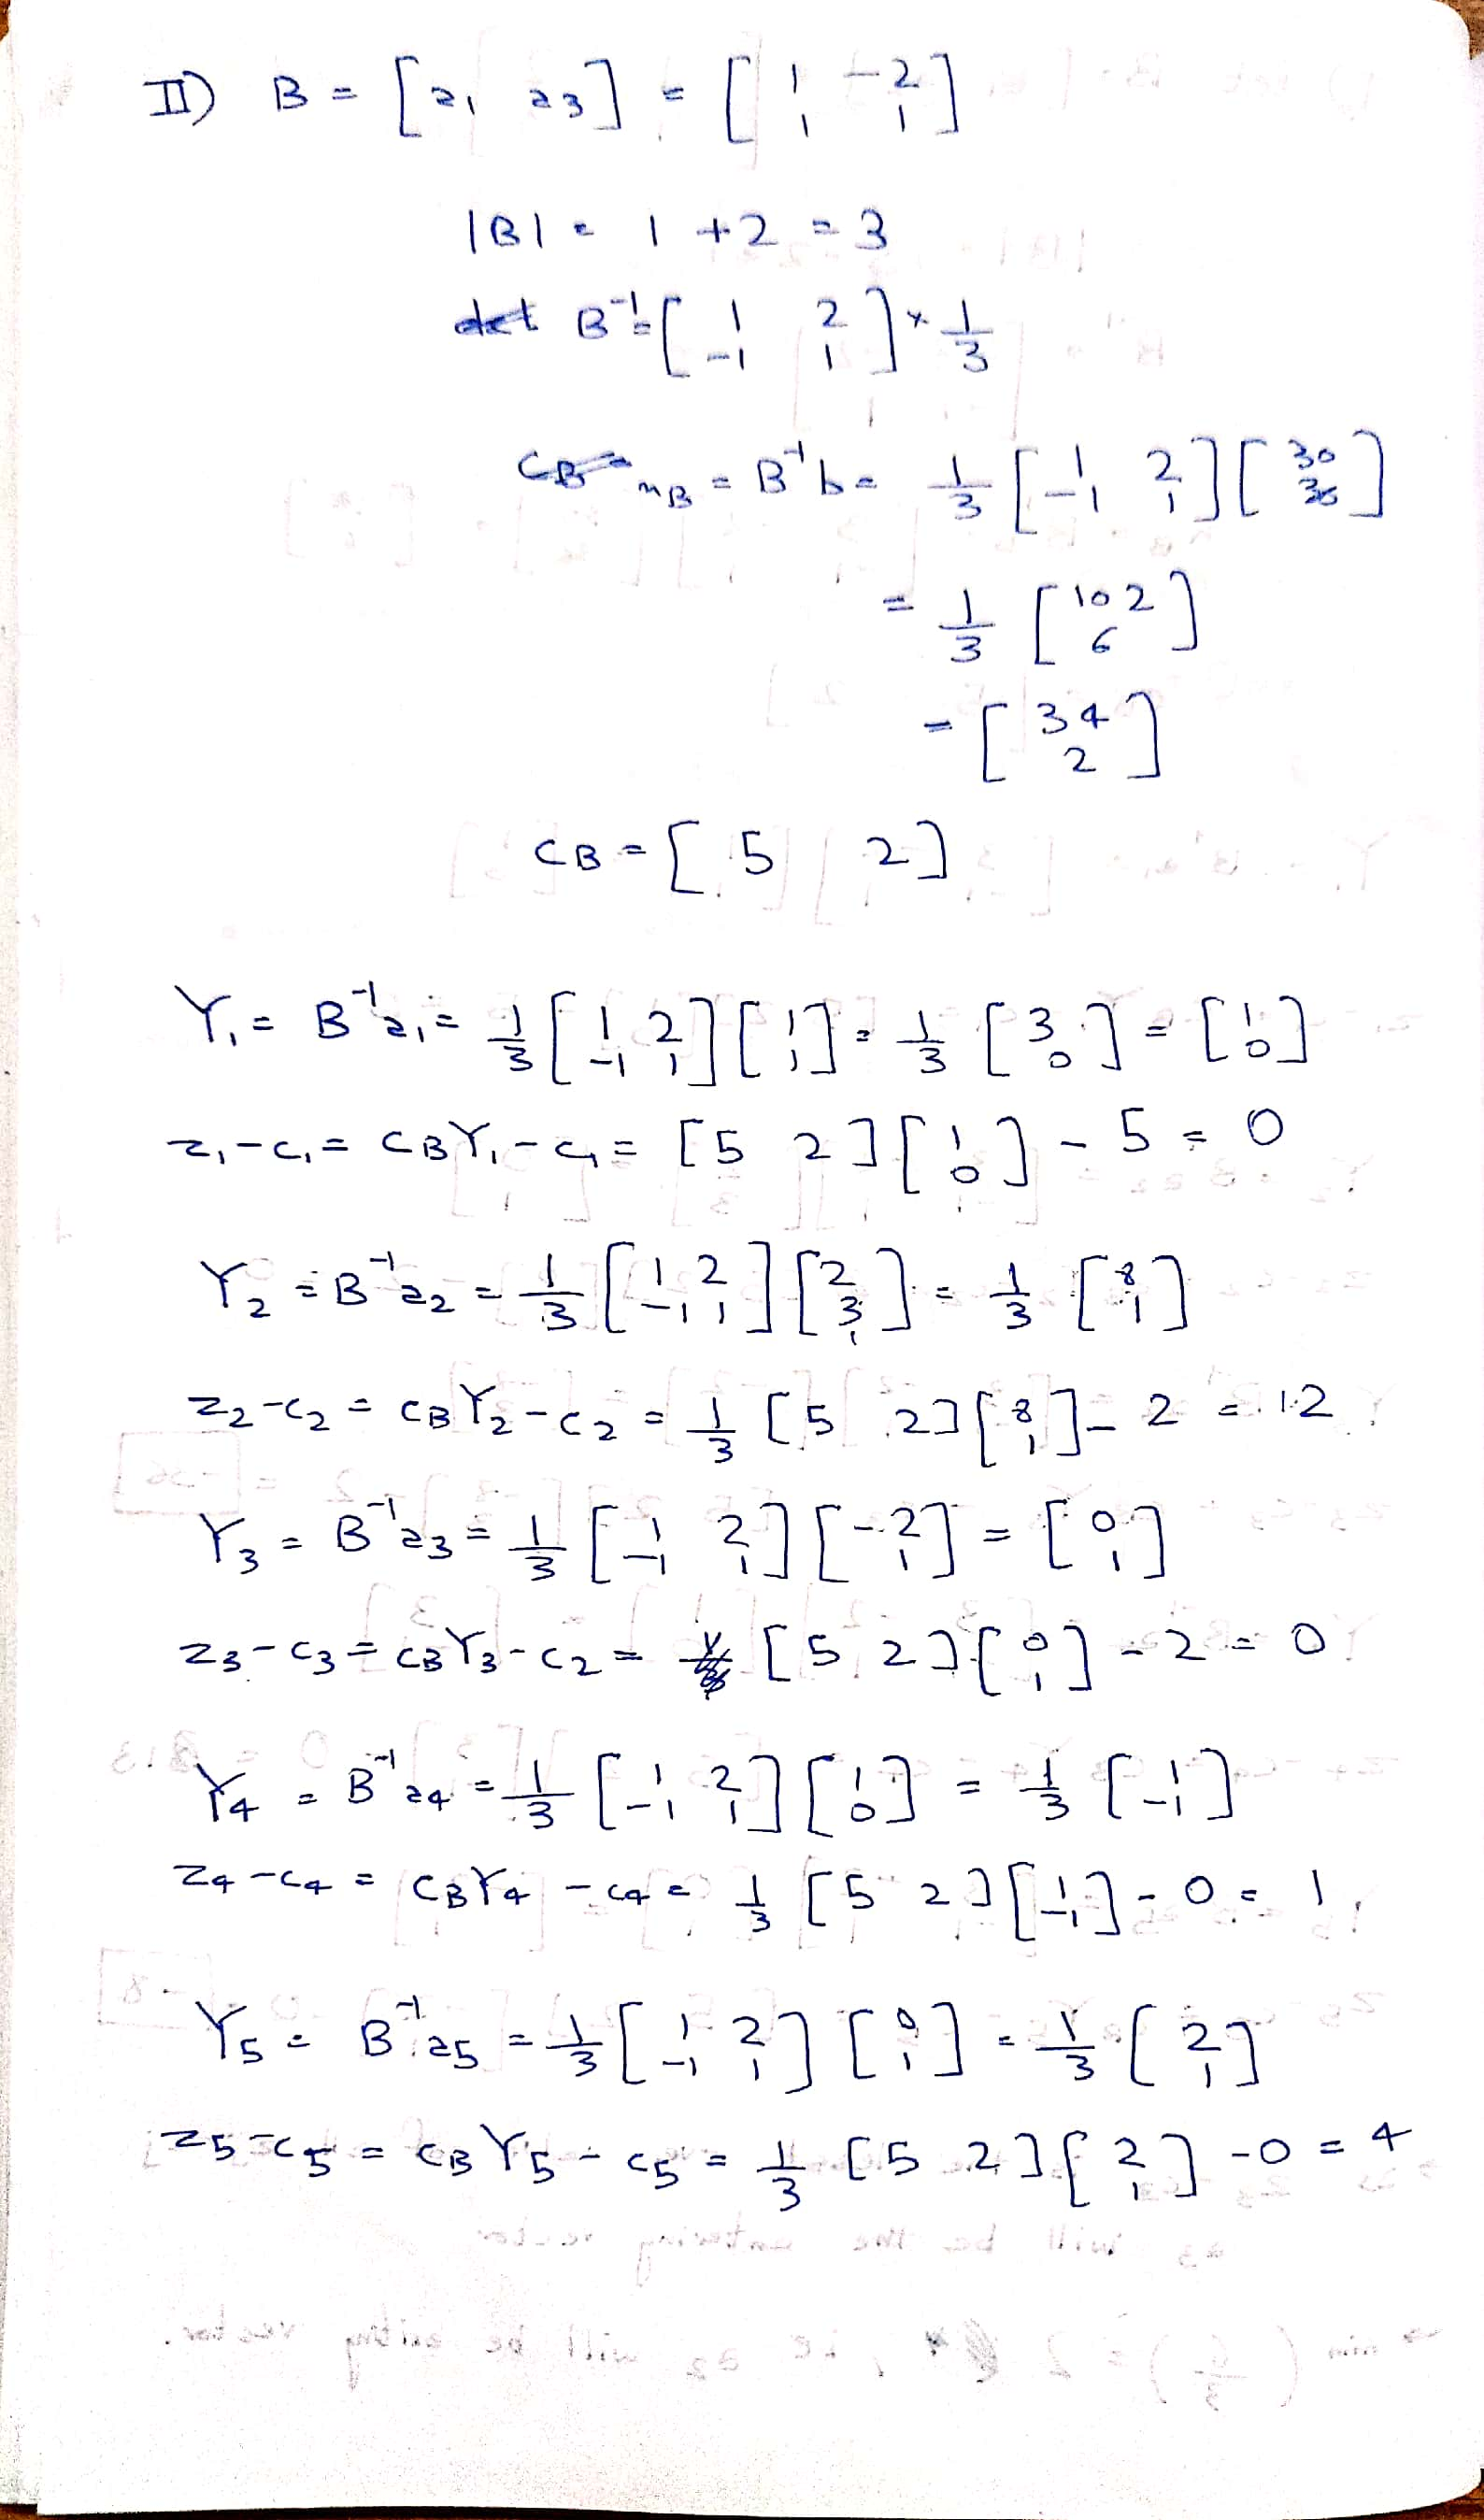 II) B = [a₁ a₃] = [1 -2; 1 1]
|B| = 1 + 2 = 3
det B⁻¹ = [1 2; -1 1] × 1/3
CB = xB = B⁻¹b = 1/3 [1 2; -1 1] [30; 36]
= 1/3 [102; 6]
= [34; 2]
CB = [5 2]
Y₁ = B⁻¹a₁ = 1/3 [1 2; -1 1] [1; 1] = 1/3 [3; 0] = [1; 0]
z₁ - c₁ = CB Y₁ - c₁ = [5 2] [1; 0] - 5 = 0
Y₂ = B⁻¹a₂ = 1/3 [1 2; -1 1] [2; 3] = 1/3 [8; 1]
z₂ - c₂ = CB Y₂ - c₂ = 1/3 [5 2] [8; 1] - 2 = 12
Y₃ = B⁻¹a₃ = 1/3 [1 2; -1 1] [-2; 1] = [0; 1]
z₃ - c₃ = CB Y₃ - c₂ = [5 2] [0; 1] - 2 = 0
Y₄ = B⁻¹a₄ = 1/3 [1 2; -1 1] [1; 0] = 1/3 [1; -1]
z₄ - c₄ = CB Y₄ - c₄ = 1/3 [5 2] [1; -1] - 0 = 1
Y₅ = B⁻¹a₅ = 1/3 [1 2; -1 1] [0; 1] = 1/3 [2; 1]
z₅ - c₅ = CB Y₅ - c₅ = 1/3 [5 2] [2; 1] - 0 = 4